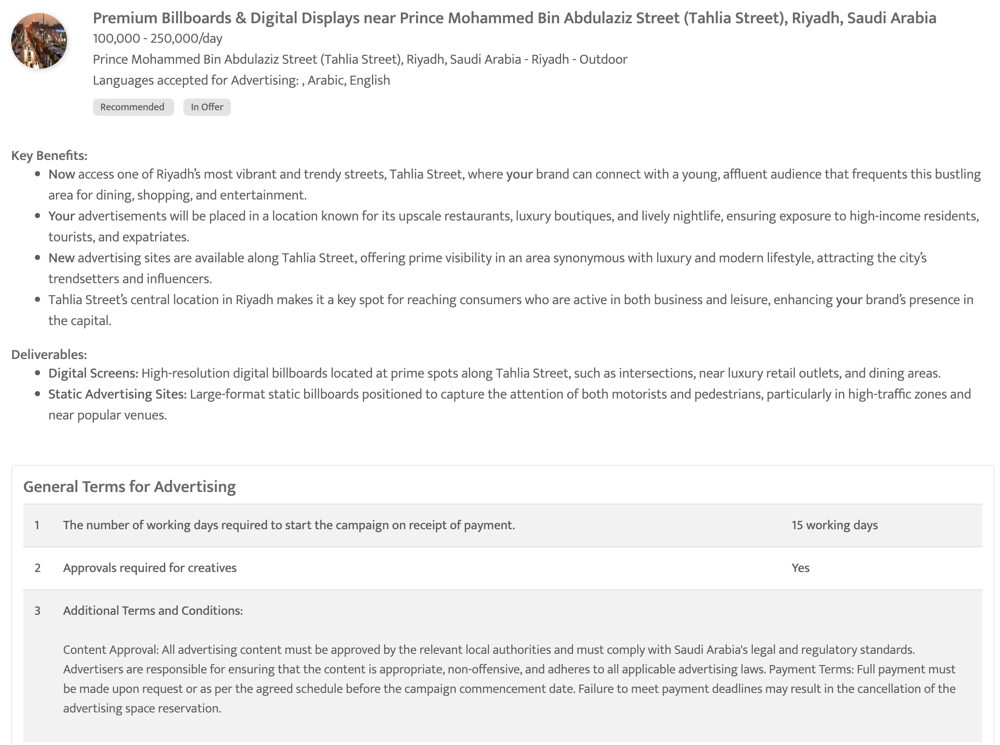 Premium Billboards & Digital Displays near Prince Mohammed Bin Abdulaziz Street (Tahlia Street), Riyadh, Saudi Arabia
100,000 - 250,000/day
Prince Mohammed Bin Abdulaziz Street (Tahlia Street), Riyadh, Saudi Arabia - Riyadh - Outdoor
Languages accepted for Advertising: , Arabic, English
Recommended In Offer
Key Benefits:
• Now access one of Riyadh’s most vibrant and trendy streets, Tahlia Street, where your brand can connect with a young, affluent audience that frequents this bustling
area for dining, shopping, and entertainment.
• Your advertisements will be placed in a location known for its upscale restaurants, luxury boutiques, and lively nightlife, ensuring exposure to high-income residents,
tourists, and expatriates.
• New advertising sites are available along Tahlia Street, offering prime visibility in an area synonymous with luxury and modern lifestyle, attracting the city’s
trendsetters and influencers.
• Tahlia Street’s central location in Riyadh makes it a key spot for reaching consumers who are active in both business and leisure, enhancing your brand’s presence in
the capital.
Deliverables:
• Digital Screens: High-resolution digital billboards located at prime spots along Tahlia Street, such as intersections, near luxury retail outlets, and dining areas.
• Static Advertising Sites: Large-format static billboards positioned to capture the attention of both motorists and pedestrians, particularly in high-traffic zones and
near popular venues.
General Terms for Advertising
1 The number of working days required to start the campaign on receipt of payment. 15 working days
2 Approvals required for creatives Yes
3 Additional Terms and Conditions:
Content Approval: All advertising content must be approved by the relevant local authorities and must comply with Saudi Arabia's legal and regulatory standards.
Advertisers are responsible for ensuring that the content is appropriate, non-offensive, and adheres to all applicable advertising laws. Payment Terms: Full payment must
be made upon request or as per the agreed schedule before the campaign commencement date. Failure to meet payment deadlines may result in the cancellation of the
advertising space reservation.